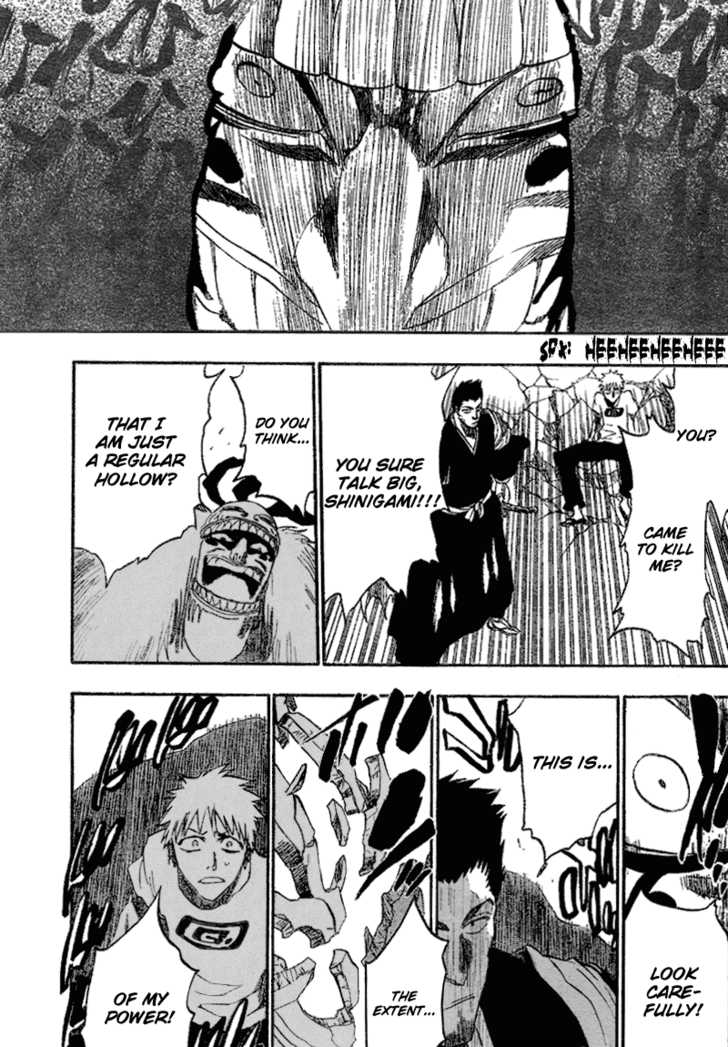 SFX: HEEHEEHEEHEEE
YOU?
CAME
TO KILL
ME?
YOU SURE
TALK BIG,
SHINIGAMI!!!
DO YOU
THINK...
THAT I
AM JUST
A REGULAR
HOLLOW?
LOOK
CARE-
FULLY!
THIS IS...
THE
EXTENT...
OF MY
POWER!